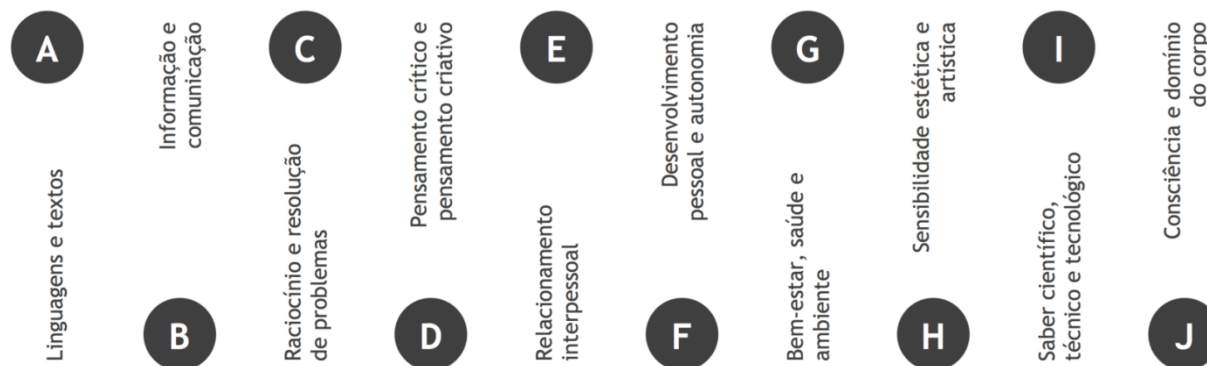 A
Linguagens e textos
B
Informação e
comunicação
C
Raciocínio e resolução
de problemas
D
Pensamento crítico e
pensamento criativo
E
Relacionamento
interpessoal
F
Desenvolvimento
pessoal e autonomia
G
Bem-estar, saúde e
ambiente
H
Sensibilidade estética e
artística
I
Saber científico,
técnico e tecnológico
J
Consciência e domínio
do corpo